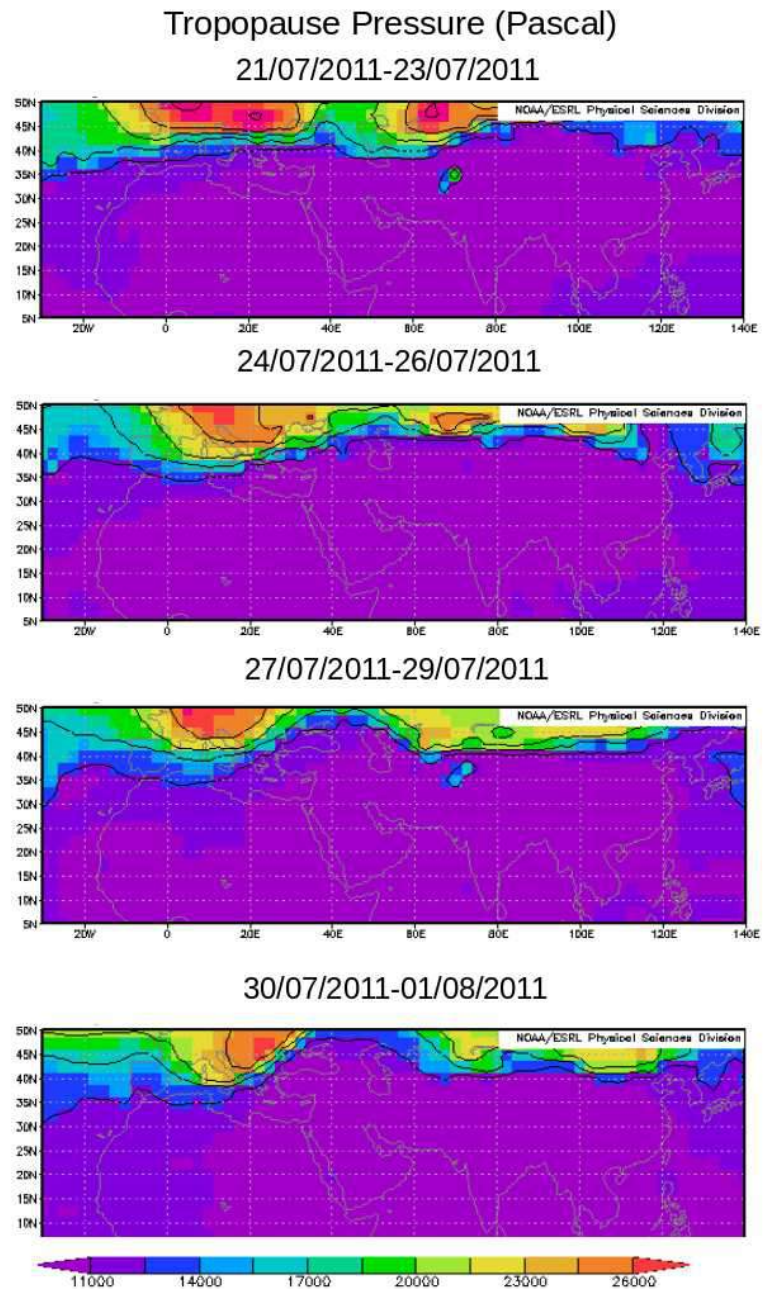 Tropopause Pressure (Pascal)
21/07/2011-23/07/2011
NOAA/ESRL Physical Sciences Division
50N
45N
40N
35N
30N
25N
20N
15N
10N
5N
20W 0 20E 40E 60E 80E 100E 120E 140E
24/07/2011-26/07/2011
NOAA/ESRL Physical Sciences Division
50N
45N
40N
35N
30N
25N
20N
15N
10N
5N
20W 0 20E 40E 60E 80E 100E 120E 140E
27/07/2011-29/07/2011
NOAA/ESRL Physical Sciences Division
50N
45N
40N
35N
30N
25N
20N
15N
10N
5N
20W 0 20E 40E 60E 80E 100E 120E 140E
30/07/2011-01/08/2011
NOAA/ESRL Physical Sciences Division
50N
45N
40N
35N
30N
25N
20N
15N
10N
11000 14000 17000 20000 23000 26000